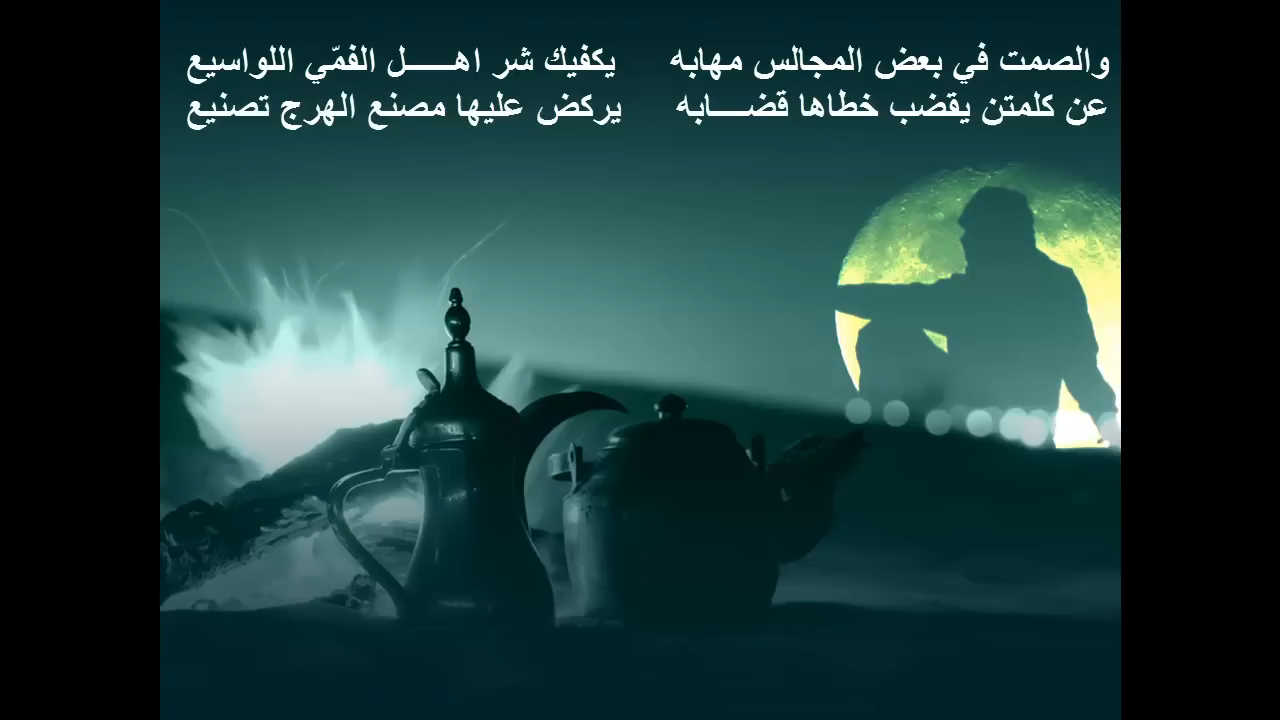 والصمت في بعض المجالس مهابه يكفيك شر اهـــــل الفمّي اللواسيع
عن كلمتن يقضب خطاها قضـــابه يركض عليها مصنع الهرج تصنيع